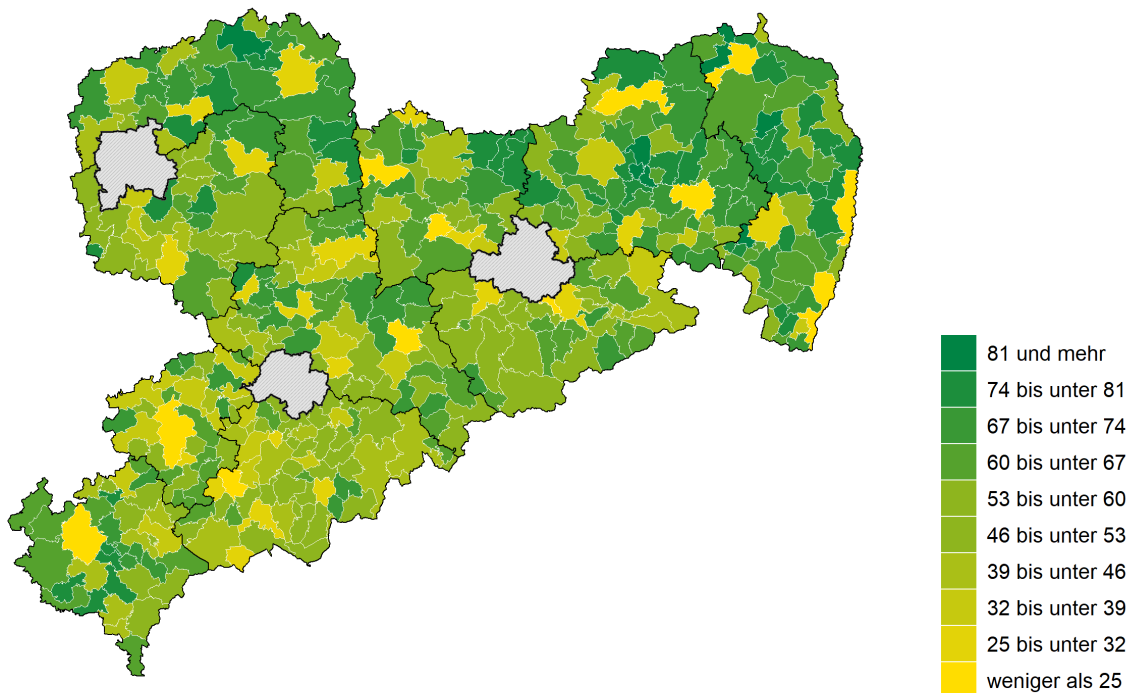 81 und mehr
74 bis unter 81
67 bis unter 74
60 bis unter 67
53 bis unter 60
46 bis unter 53
39 bis unter 46
32 bis unter 39
25 bis unter 32
weniger als 25